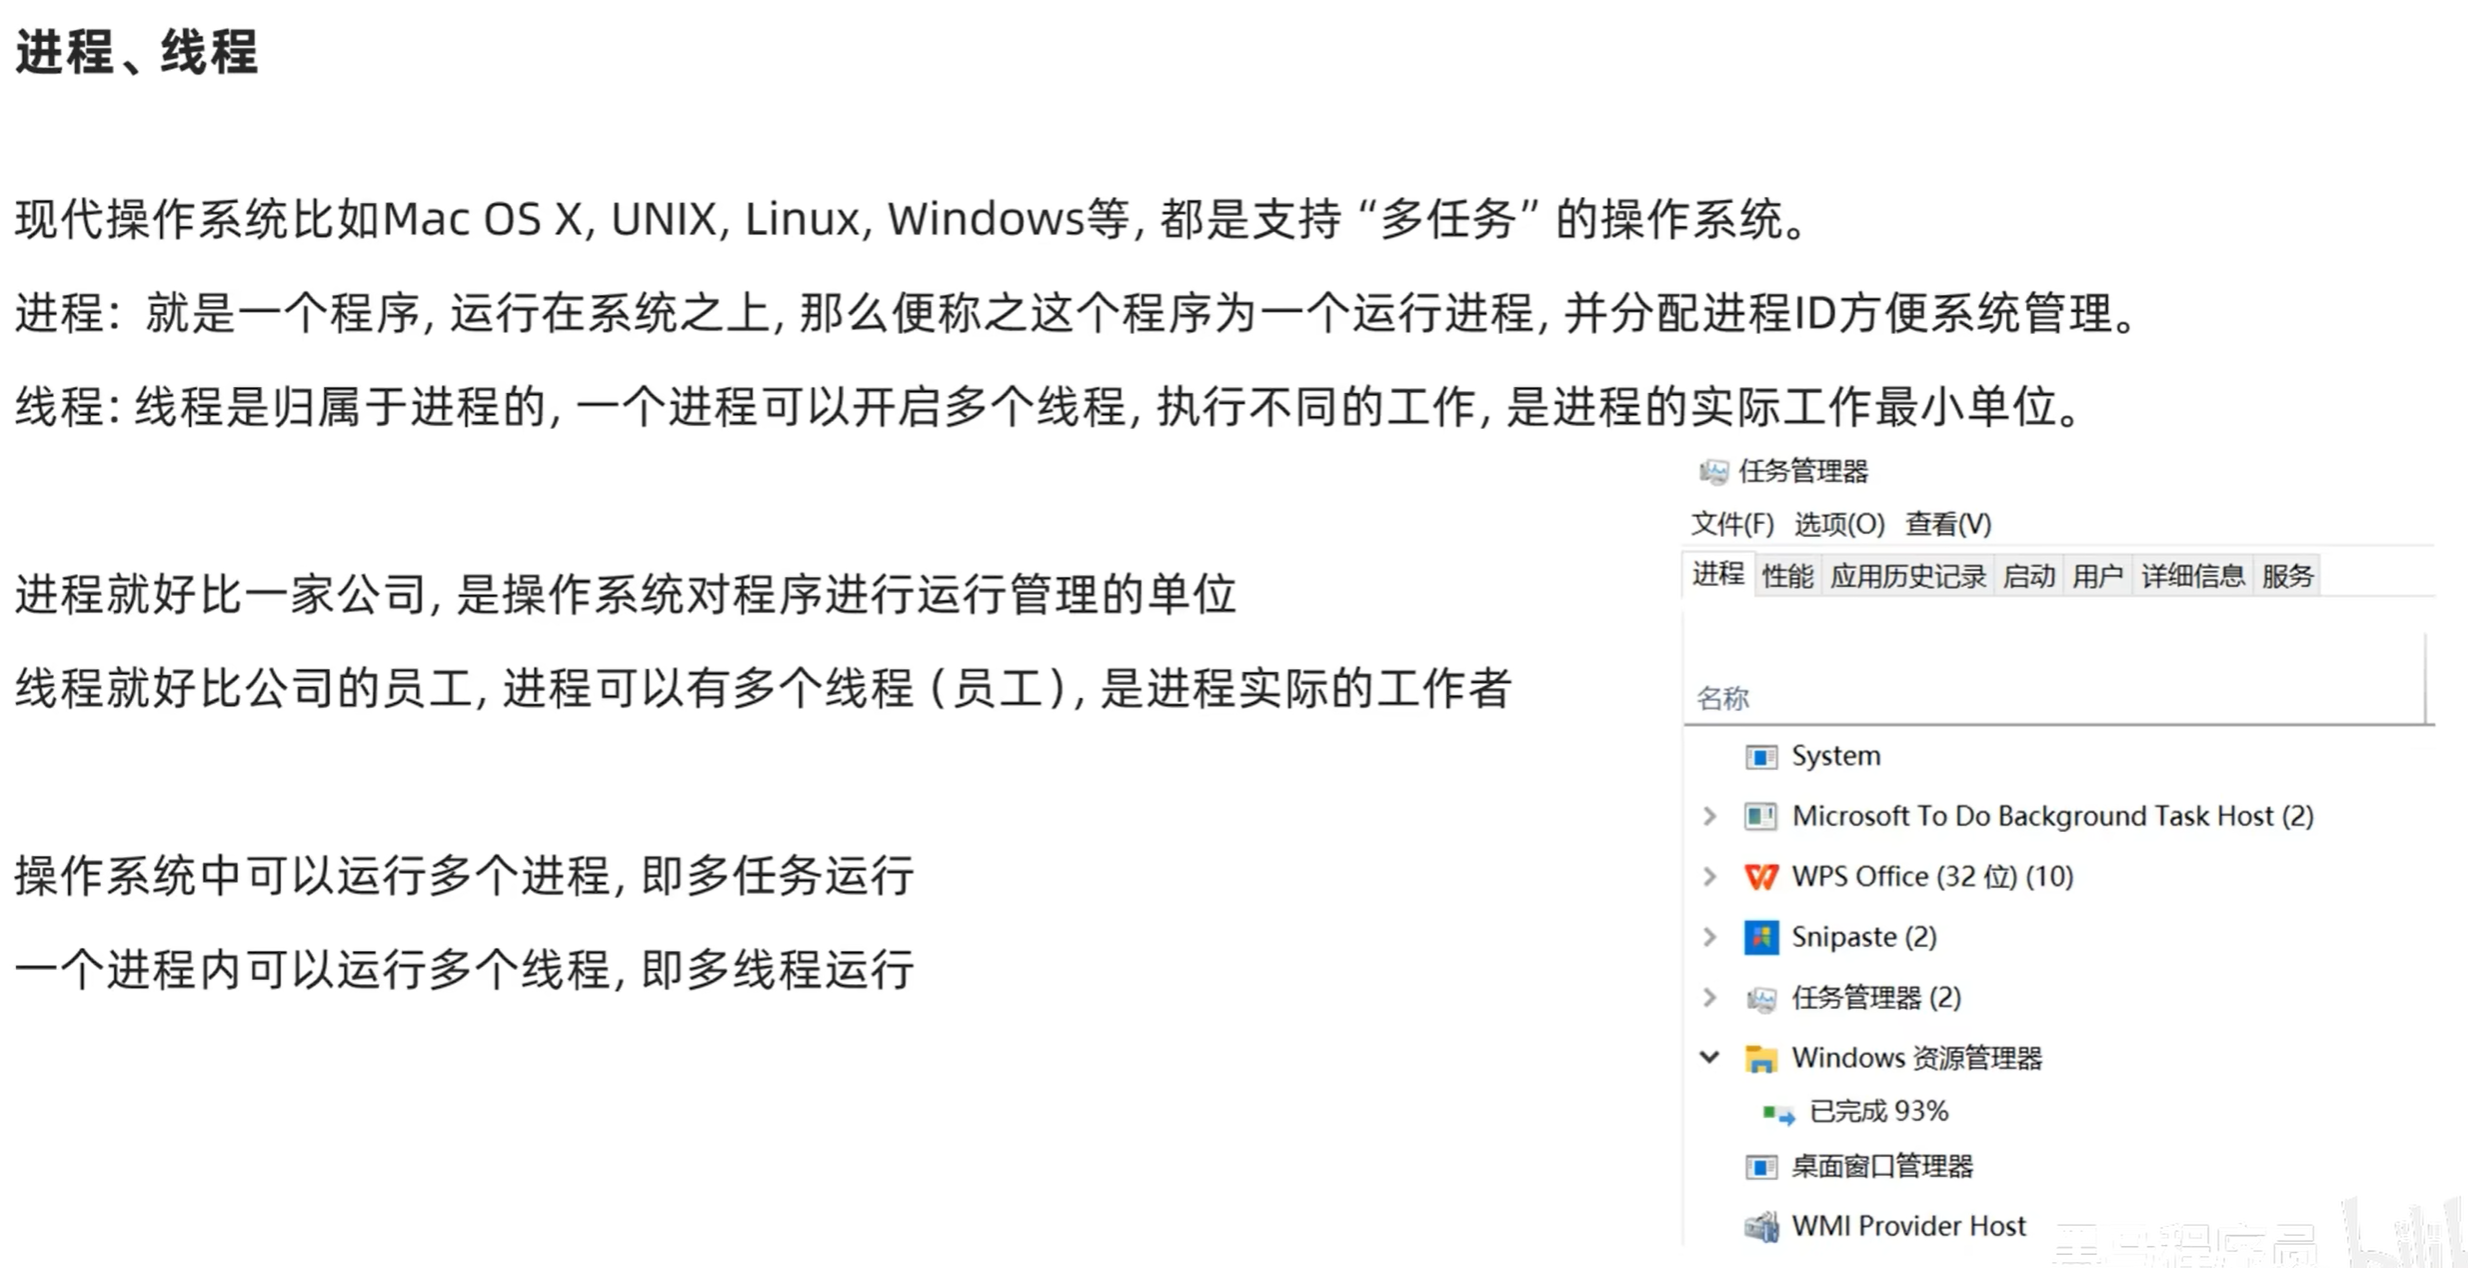 进程、线程
现代操作系统比如Mac OS X, UNIX, Linux, Windows等, 都是支持“多任务”的操作系统。
进程：就是一个程序, 运行在系统之上, 那么便称之这个程序为一个运行进程, 并分配进程ID方便系统管理。
线程: 线程是归属于进程的, 一个进程可以开启多个线程, 执行不同的工作, 是进程的实际工作最小单位。
进程就好比一家公司, 是操作系统对程序进行运行管理的单位
线程就好比公司的员工, 进程可以有多个线程（员工）, 是进程实际的工作者
操作系统中可以运行多个进程, 即多任务运行
一个进程内可以运行多个线程, 即多线程运行
任务管理器
文件(F) 选项(O) 查看(V)
进程 性能 应用历史记录 启动 用户 详细信息 服务
名称
System
Microsoft To Do Background Task Host (2)
WPS Office (32 位) (10)
Snipaste (2)
任务管理器 (2)
Windows 资源管理器
已完成 93%
桌面窗口管理器
WMI Provider Host
黑马程序员
bilibili